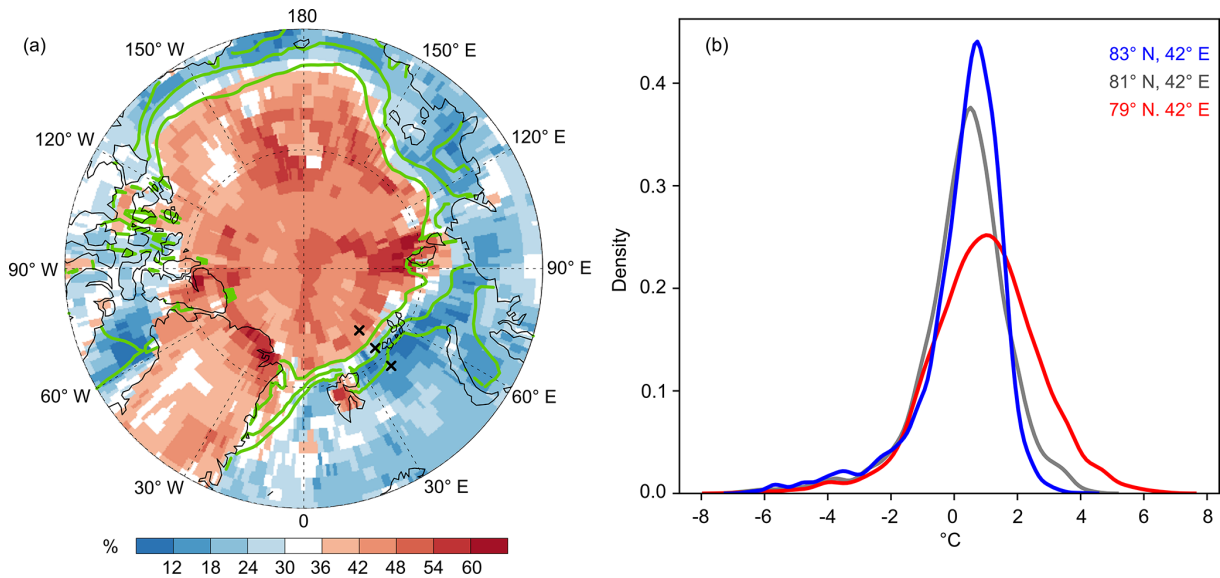 (a)
180
150° W
150° E
120° W
120° E
90° W
90° E
60° W
60° E
30° W
30° E
0
%
12 18 24 30 36 42 48 54 60
(b)
83° N, 42° E
81° N, 42° E
79° N. 42° E
Density
0.4
0.3
0.2
0.1
0.0
-8 -6 -4 -2 0 2 4 6 8
°C